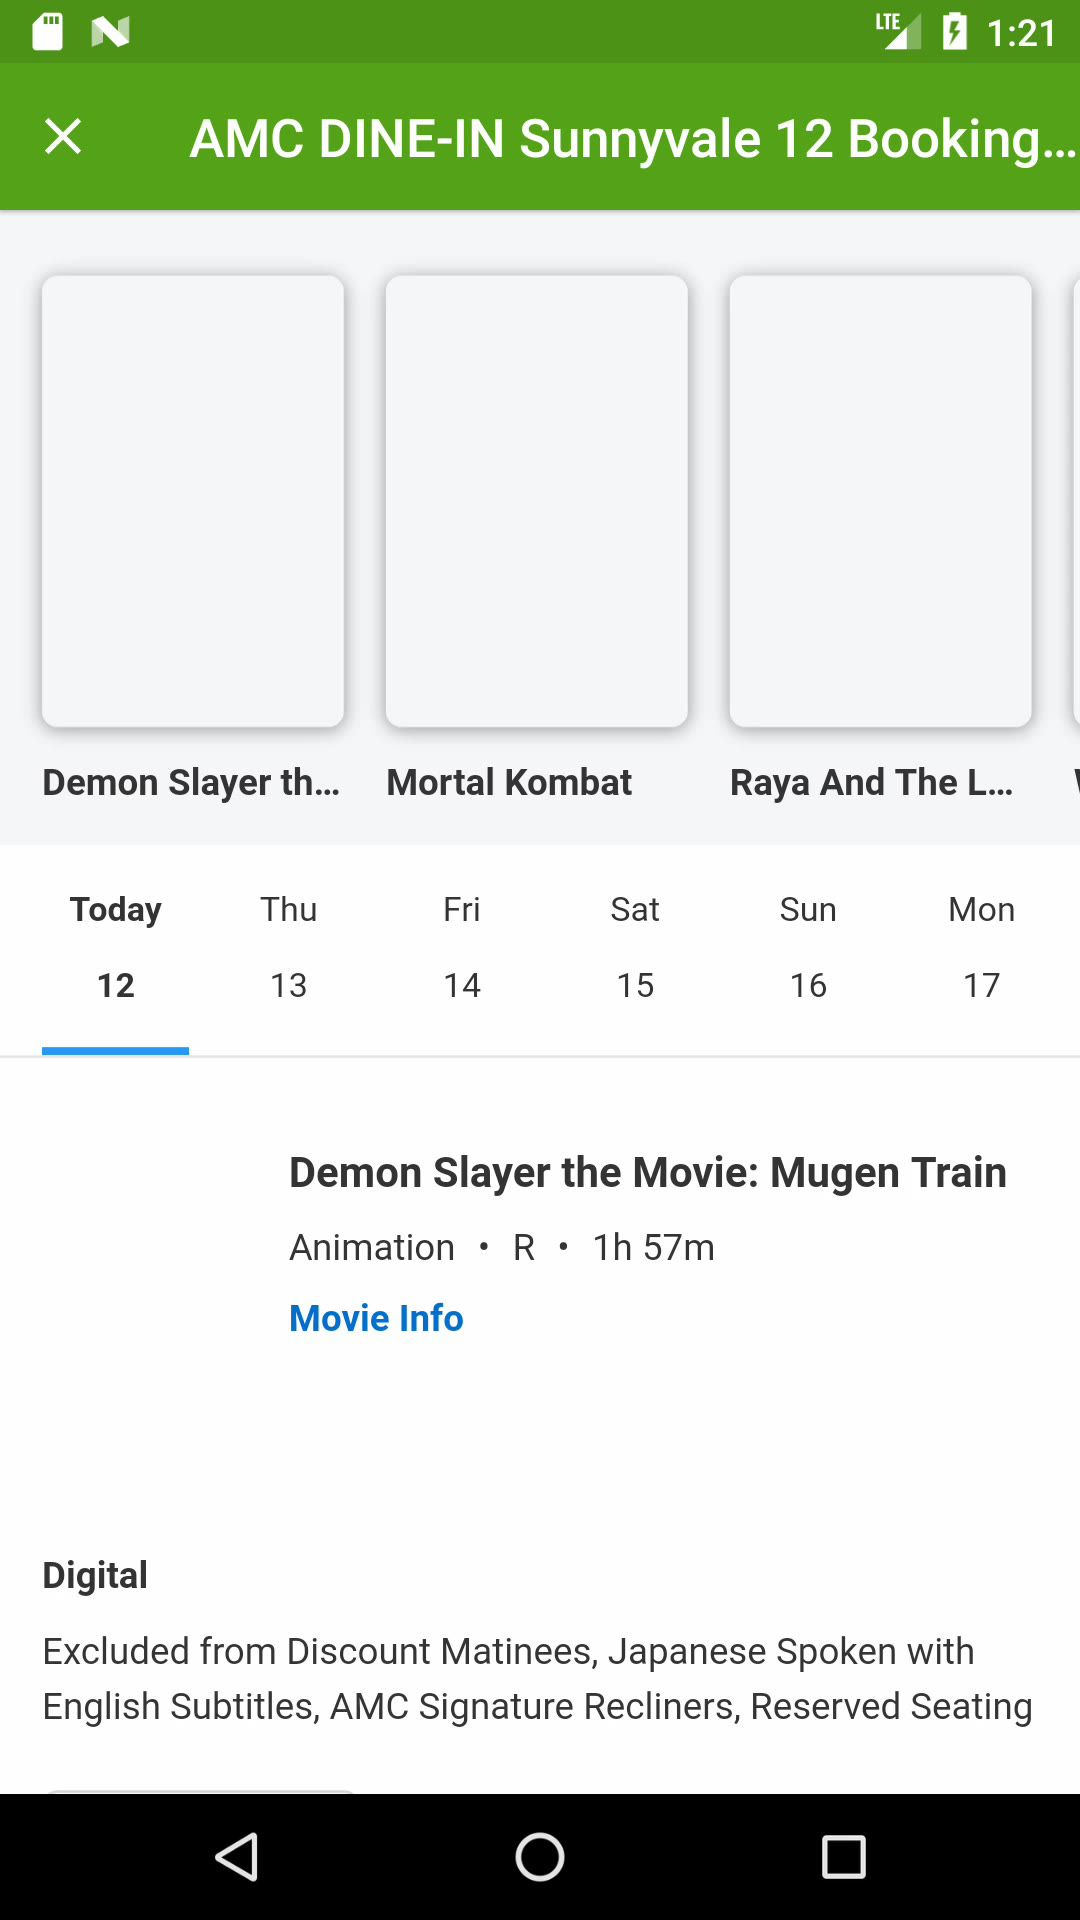 LTE 1:21
AMC DINE-IN Sunnyvale 12 Booking...
Demon Slayer th... Mortal Kombat Raya And The L...
Today Thu Fri Sat Sun Mon
12 13 14 15 16 17
Demon Slayer the Movie: Mugen Train
Animation • R • 1h 57m
Movie Info
Digital
Excluded from Discount Matinees, Japanese Spoken with
English Subtitles, AMC Signature Recliners, Reserved Seating